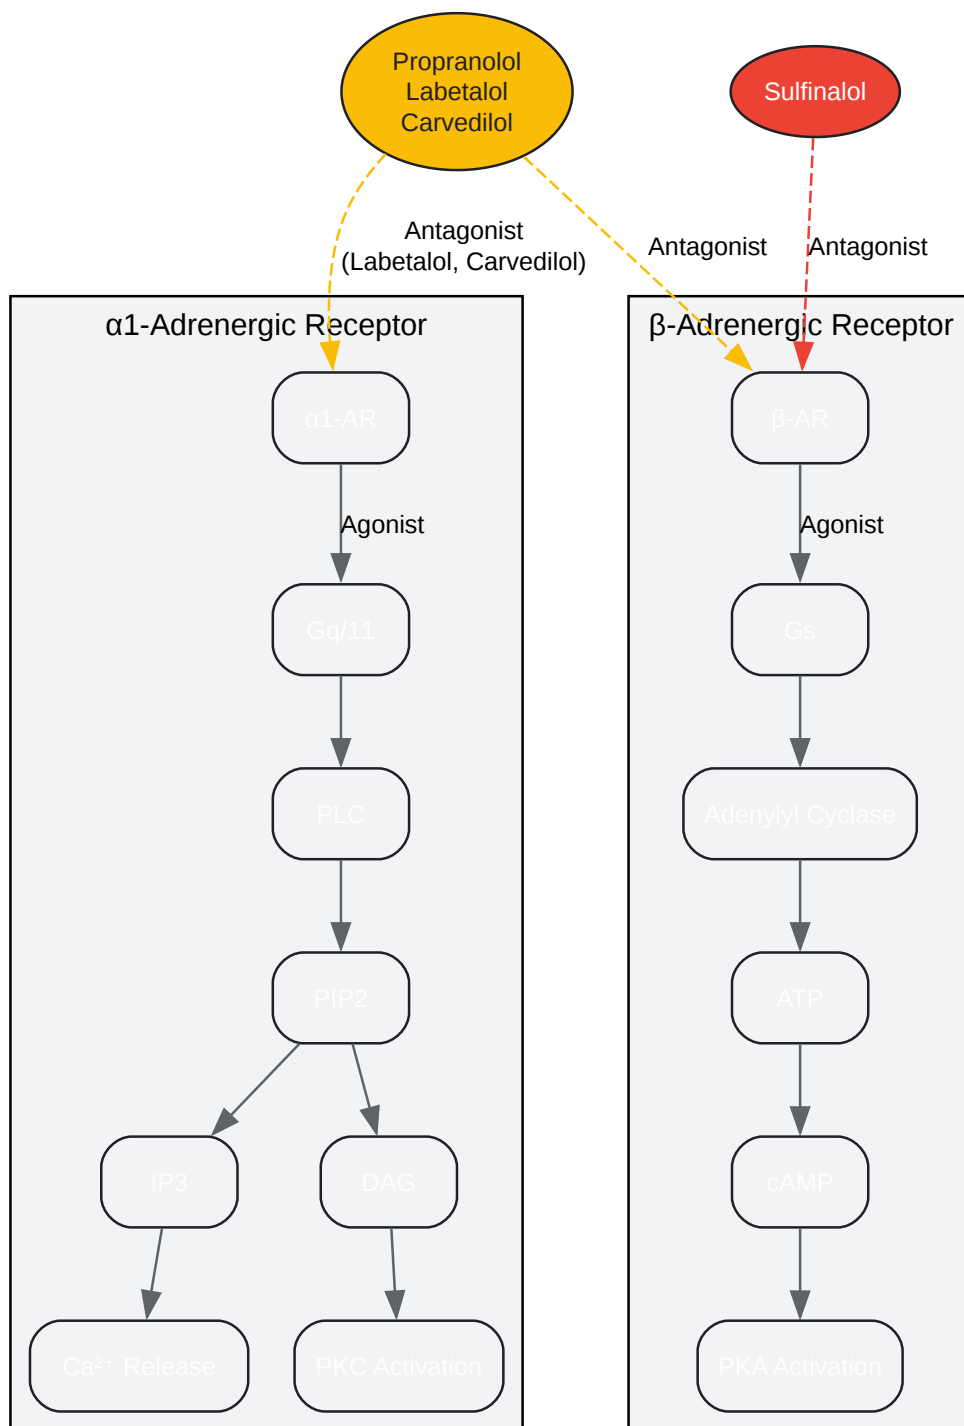 Propranolol
Labetalol
Carvedilol
Sulfinalol
Antagonist
(Labetalol, Carvedilol)
Antagonist
Antagonist
α1-Adrenergic Receptor
β-Adrenergic Receptor
α1-AR
β-AR
Agonist
Agonist
Gq/11
Gs
PLC
Adenylyl Cyclase
PIP2
ATP
IP3
DAG
cAMP
Ca²⁺ Release
PKC Activation
PKA Activation